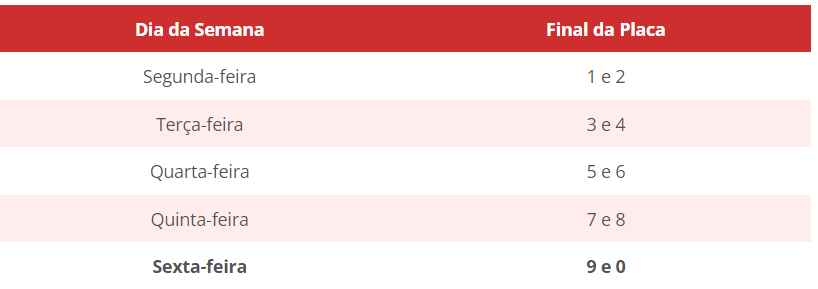 Dia da Semana Final da Placa
Segunda-feira 1 e 2
Terça-feira 3 e 4
Quarta-feira 5 e 6
Quinta-feira 7 e 8
Sexta-feira 9 e 0